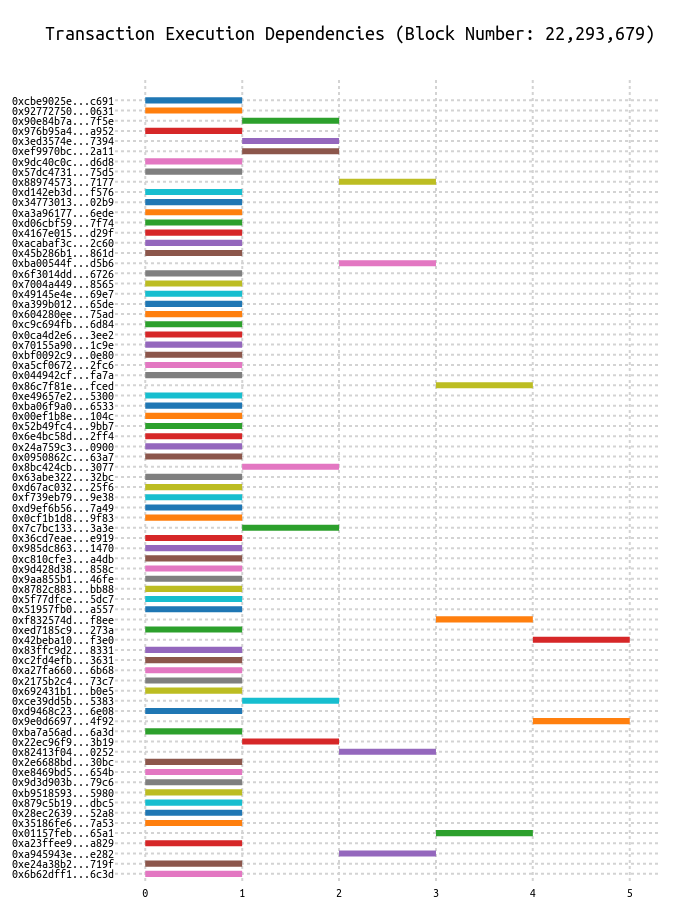 Transaction Execution Dependencies (Block Number: 22,293,679)
0xcbe9025e...c691
0x92772750...0631
0x90e84b7a...7f5e
0x976b95a4...a952
0x3ed3574e...7394
0xef9970bc...2a11
0x9dc40c0c...d6d8
0x57dc4731...75d5
0x88974573...7177
0xd142eb3d...f576
0x34773013...02b9
0xa3a96177...6ede
0xd06cbf59...7f74
0x4167e015...d29f
0xacabaf3c...2c60
0x45b286b1...861d
0xba00544f...d5b6
0x6f3014dd...6726
0x7004a449...8565
0x49145e4e...69e7
0xa399b012...65de
0x604280ee...75ad
0xc9c694fb...6d84
0x0ca4d2e6...3ee2
0x70155a90...1c9e
0xbf0092c9...0e80
0xa5cf0672...2fc6
0x044942cf...fa7a
0x86c7f81e...fced
0xe49657e2...5300
0xba06f9a0...6533
0x00ef1b8e...104c
0x52b49fc4...9bb7
0x6e4bc58d...2ff4
0x24a759c3...0900
0x0950862c...63a7
0x8bc424cb...3077
0x63abe322...32bc
0xd67ac032...25f6
0xf739eb79...9e38
0xd9ef6b56...7a49
0x0cf1b1d8...9f83
0x7c7bc133...3a3e
0x36cd7eae...e919
0x985dc863...1470
0xc810cfe3...a4db
0x9d428d38...858c
0x9aa855b1...46fe
0x8782c883...bb88
0x5f77dfce...5dc7
0x51957fb0...a557
0xf832574d...f8ee
0xed7185c9...273a
0x42beba10...f3e0
0x83ffc9d2...8331
0xc2fd4efb...3631
0xa27fa660...6b68
0x2175b2c4...73c7
0x692431b1...b0e5
0xce39dd5b...5383
0xd9468c23...6e08
0x9e0d6697...4f92
0xba7a56ad...6a3d
0x22ec96f9...3b19
0x82413f04...0252
0x2e6688bd...30bc
0xe8469bd5...654b
0x9d3d903b...79c6
0xb9518593...5980
0x879c5b19...dbc5
0x28ec2639...52a8
0x35186fe6...7a53
0x01157feb...65a1
0xa23ffee9...a829
0xa945943e...e282
0xe24a38b2...719f
0x6b62dff1...6c3d
0 1 2 3 4 5